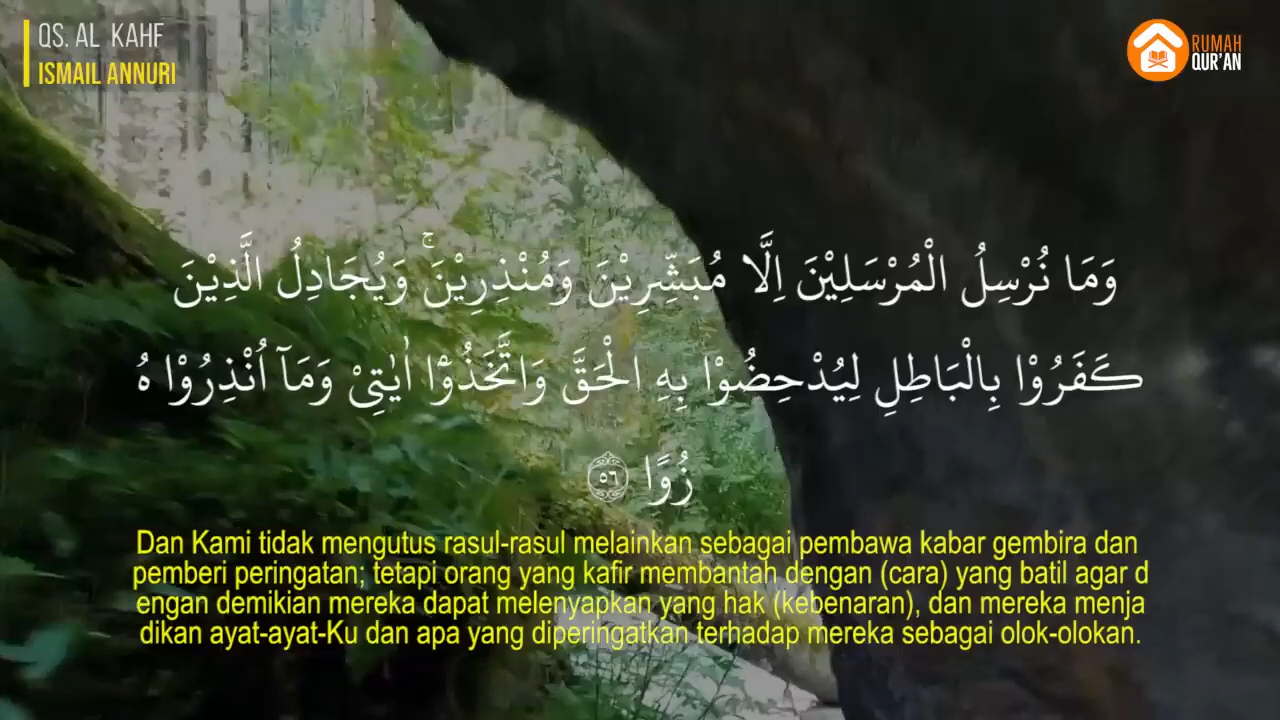 QS. AL KAHF
ISMAIL ANNURI
RUMAH
QUR'AN
وَمَا نُرْسِلُ الْمُرْسَلِيْنَ اِلَّا مُبَشِّرِيْنَ وَمُنْذِرِيْنَۚ وَيُجَادِلُ الَّذِيْنَ
كَفَرُوْا بِالْبَاطِلِ لِيُدْحِضُوْا بِهِ الْحَقَّ وَاتَّخَذُوْٓا اٰيٰتِيْ وَمَآ اُنْذِرُوْا هُ
زُوًا ۝٥٦
Dan Kami tidak mengutus rasul-rasul melainkan sebagai pembawa kabar gembira dan
pemberi peringatan; tetapi orang yang kafir membantah dengan (cara) yang batil agar d
engan demikian mereka dapat melenyapkan yang hak (kebenaran), dan mereka menja
dikan ayat-ayat-Ku dan apa yang diperingatkan terhadap mereka sebagai olok-olokan.